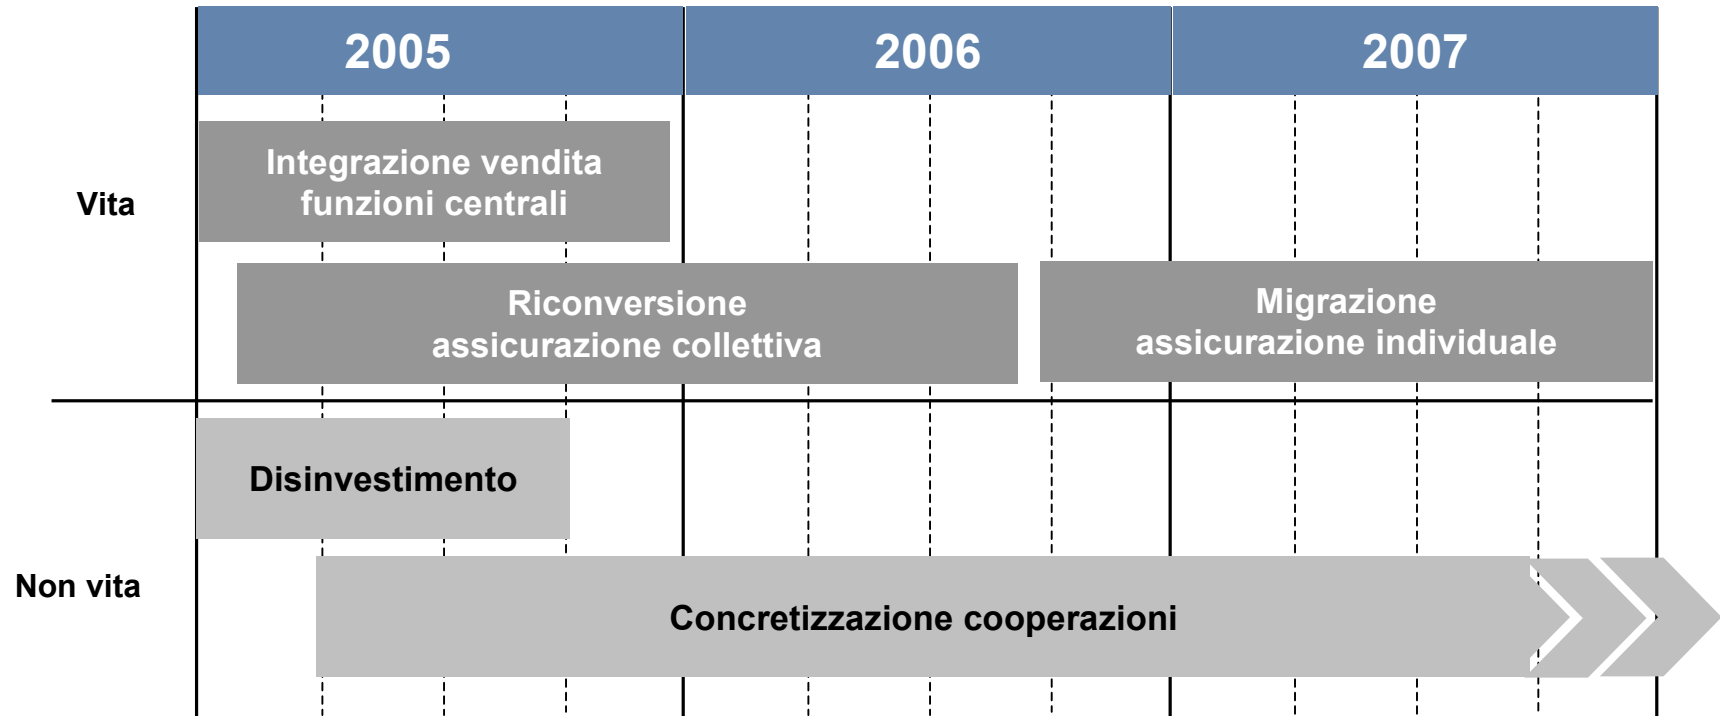 2005
2006
2007
Vita
Integrazione vendita
funzioni centrali
Riconversione
assicurazione collettiva
Migrazione
assicurazione individuale
Non vita
Disinvestimento
Concretizzazione cooperazioni